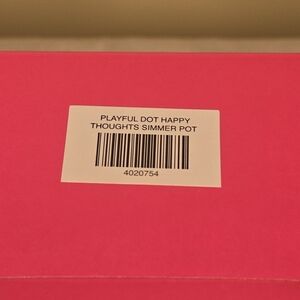 PLAYFUL DOT HAPPY
THOUGHTS SIMMER POT
4020754